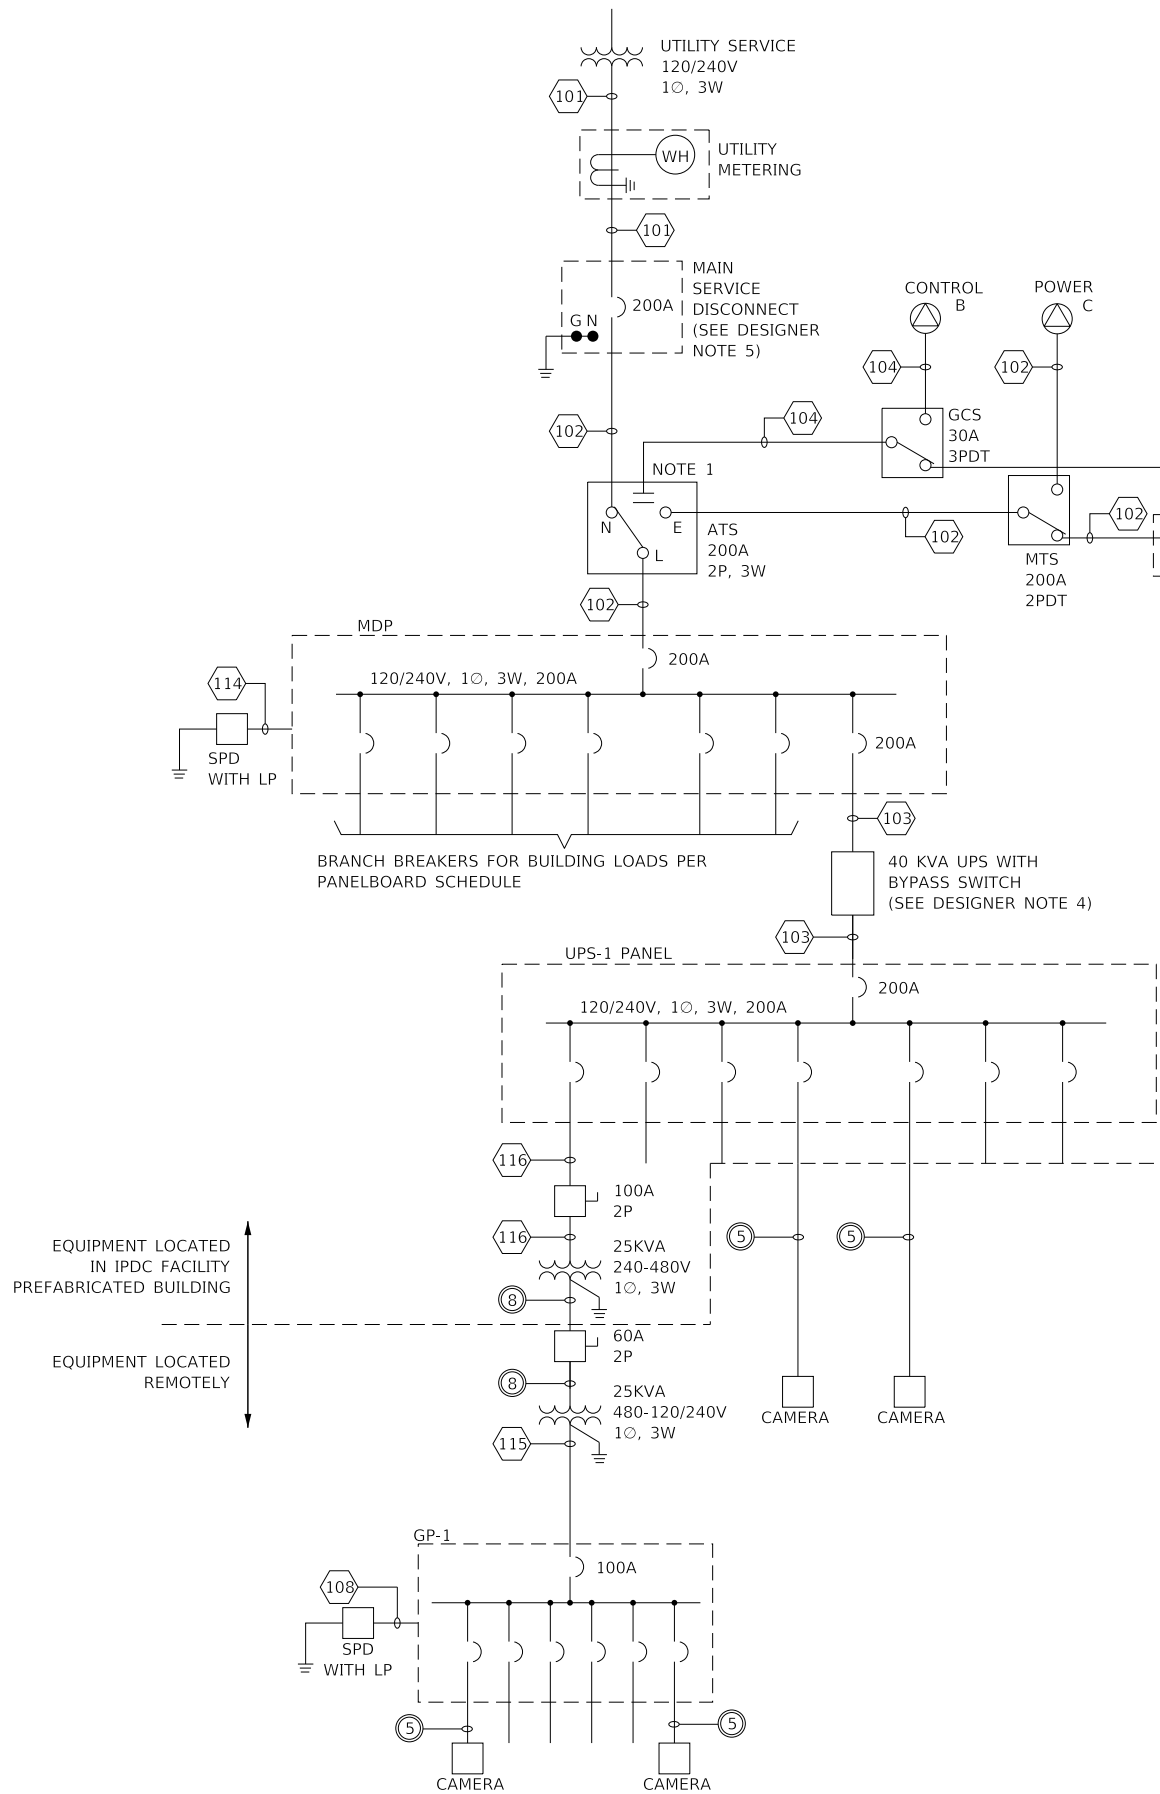 UTILITY SERVICE
120/240V
1∅, 3W
101
WH
UTILITY
METERING
101
MAIN
SERVICE
DISCONNECT
(SEE DESIGNER
NOTE 5)
200A
G N
CONTROL
B
POWER
C
104
102
GCS
30A
3PDT
104
102
NOTE 1
N
E
L
ATS
200A
2P, 3W
102
102
MTS
200A
2PDT
102
MDP
200A
120/240V, 1∅, 3W, 200A
114
SPD
WITH LP
200A
103
BRANCH BREAKERS FOR BUILDING LOADS PER
PANELBOARD SCHEDULE
40 KVA UPS WITH
BYPASS SWITCH
(SEE DESIGNER NOTE 4)
103
UPS-1 PANEL
200A
120/240V, 1∅, 3W, 200A
116
100A
2P
116
25KVA
240-480V
1∅, 3W
5
5
EQUIPMENT LOCATED
IN IPDC FACILITY
PREFABRICATED BUILDING
8
60A
2P
EQUIPMENT LOCATED
REMOTELY
8
25KVA
480-120/240V
1∅, 3W
115
CAMERA
CAMERA
GP-1
100A
108
SPD
WITH LP
5
5
CAMERA
CAMERA